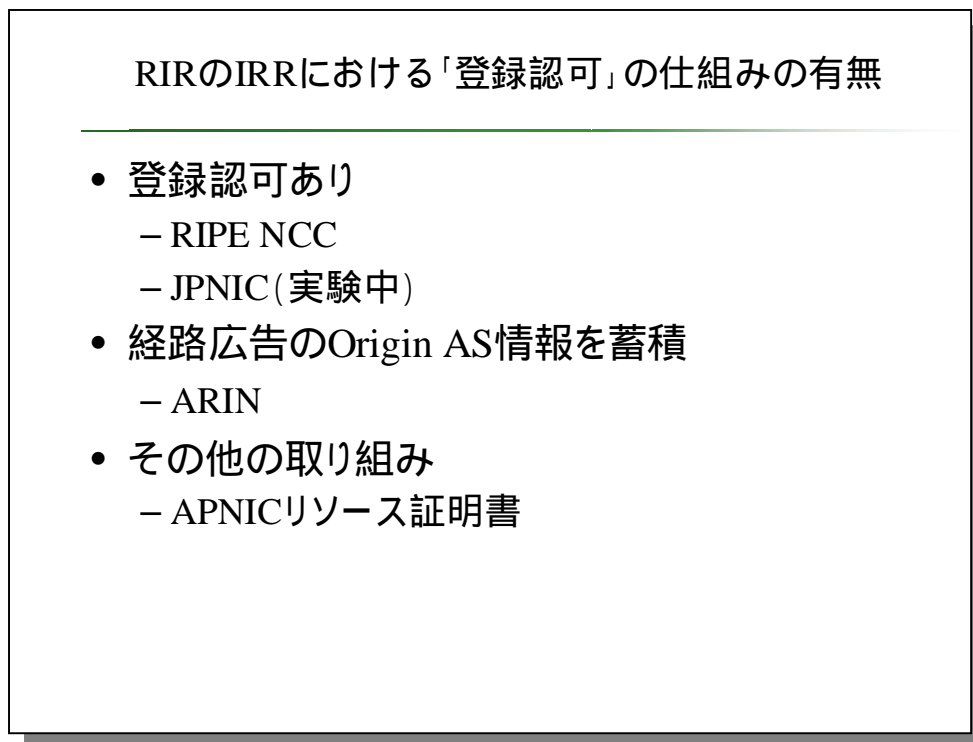 RIRのIRRにおける「登録認可」の仕組みの有無
• 登録認可あり
– RIPE NCC
– JPNIC(実験中)
• 経路広告のOrigin AS情報を蓄積
– ARIN
• その他の取り組み
– APNICリソース証明書